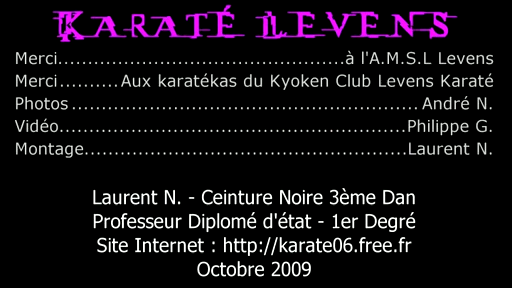 Karaté Levens
Merci................................................à l'A.M.S.L Levens
Merci..........Aux karatékas du Kyoken Club Levens Karaté
Photos.......................................................... André N.
Vidéo..........................................................Philippe G.
Montage......................................................Laurent N.
Laurent N. - Ceinture Noire 3ème Dan
Professeur Diplomé d'état - 1er Degré
Site Internet : http://karate06.free.fr
Octobre 2009